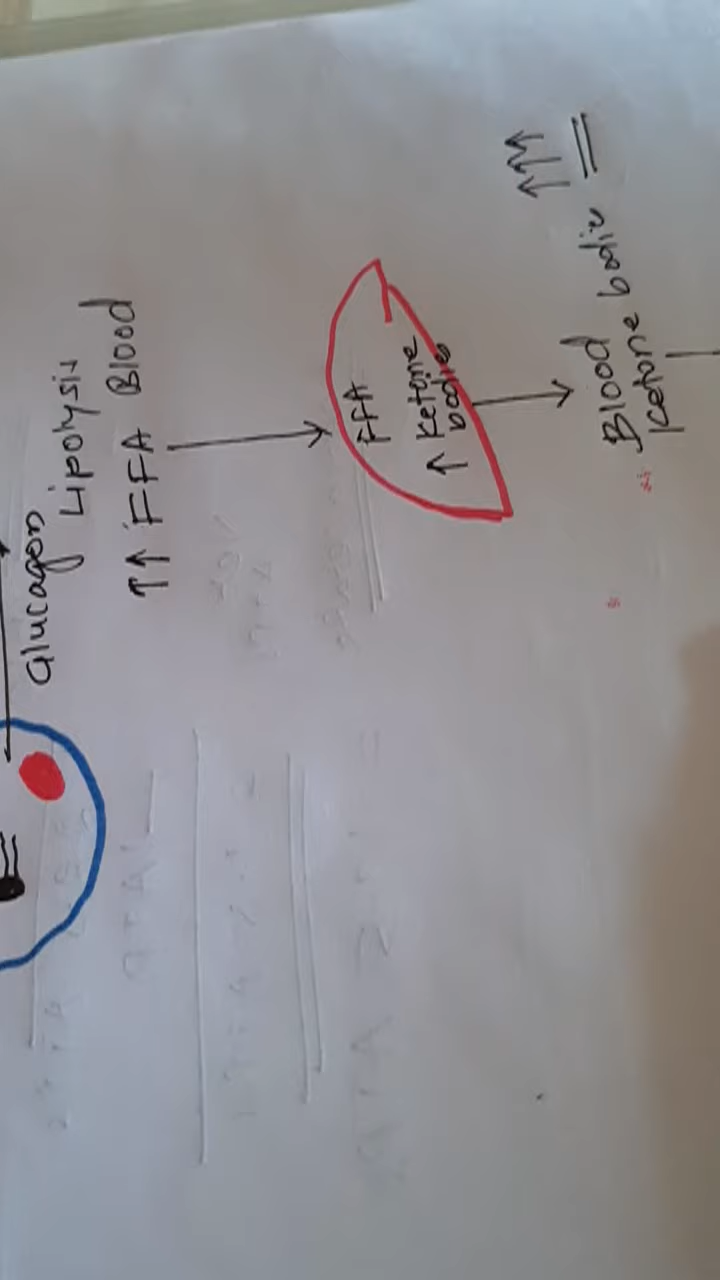 Glucagon
Lipolysis
↑↑ FFA Blood
FFA
↑ Ketone
bodies
↑↑↑
Blood
Ketone bodies